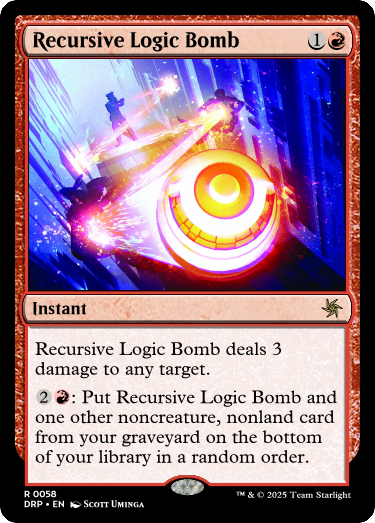 Recursive Logic Bomb 1
Instant
Recursive Logic Bomb deals 3
damage to any target.
2 : Put Recursive Logic Bomb and
one other noncreature, nonland card
from your graveyard on the bottom
of your library in a random order.
R 0058 ™ & © 2025 Team Starlight
DRP • EN Scott Uminga